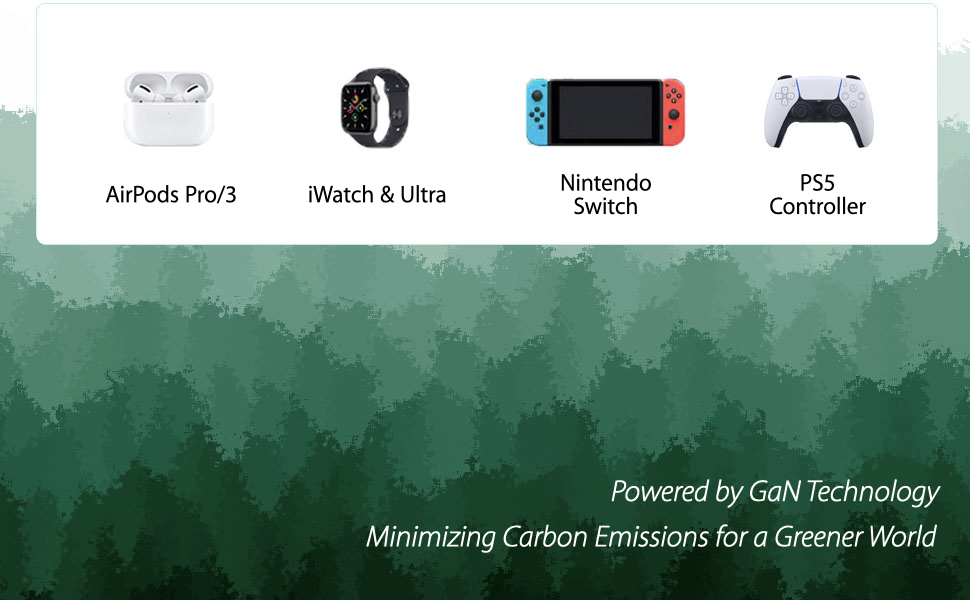 AirPods Pro/3
iWatch & Ultra
Nintendo
Switch
PS5
Controller
Powered by GaN Technology
Minimizing Carbon Emissions for a Greener World